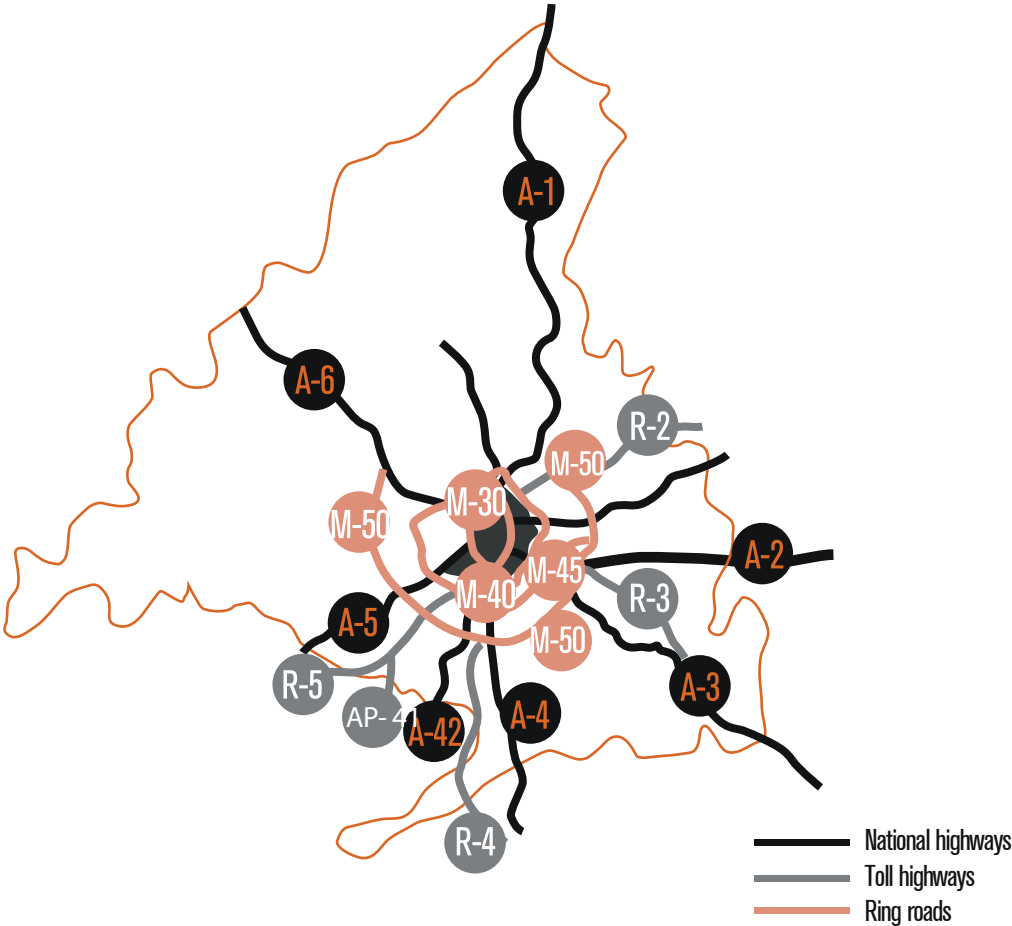 A-1
A-6
R-2
M-50
M-30
M-50
A-2
M-45
M-40
R-3
A-5
M-50
R-5
A-3
AP- 41
A-42
A-4
R-4
National highways
Toll highways
Ring roads